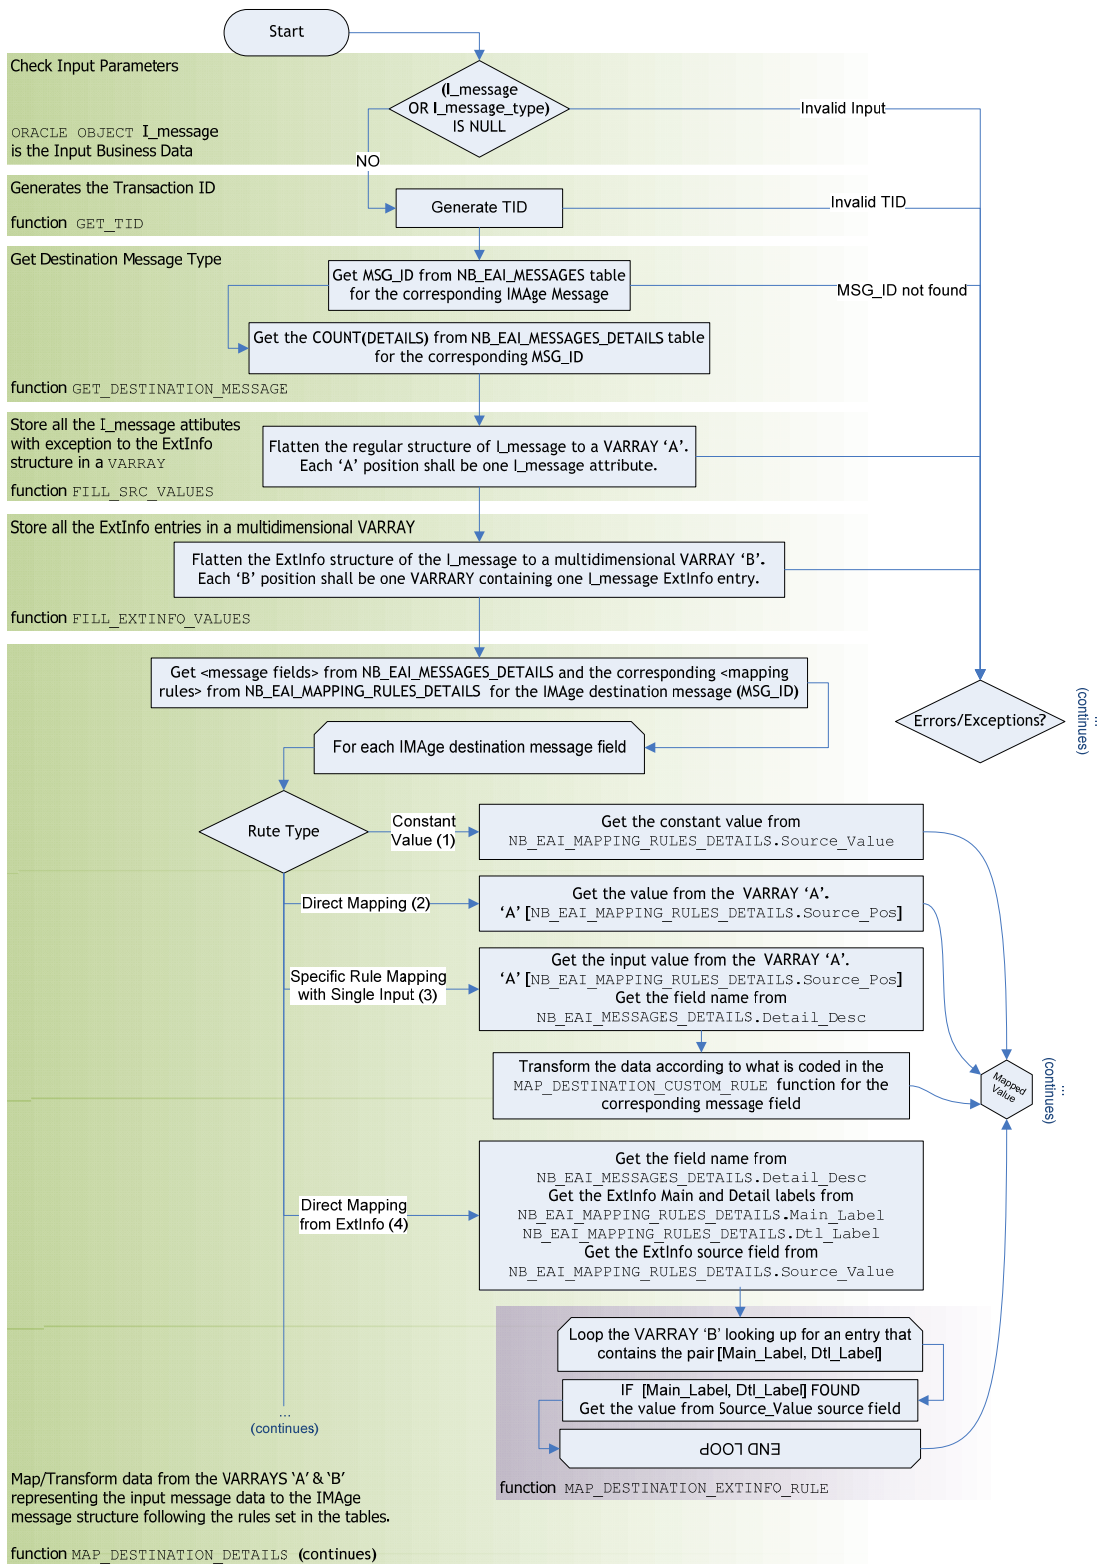 Start
Check Input Parameters
(I_message
OR I_message_type)
IS NULL
Invalid Input
ORACLE OBJECT I_message
is the Input Business Data
NO
Generates the Transaction ID
Generate TID
Invalid TID
function GET_TID
Get Destination Message Type
Get MSG_ID from NB_EAI_MESSAGES table
for the corresponding IMAge Message
MSG_ID not found
Get the COUNT(DETAILS) from NB_EAI_MESSAGES_DETAILS table
for the corresponding MSG_ID
function GET_DESTINATION_MESSAGE
Store all the I_message attibutes
with exception to the ExtInfo
structure in a VARRAY
Flatten the regular structure of I_message to a VARRAY ‘A’.
Each ‘A’ position shall be one I_message attribute.
function FILL_SRC_VALUES
Store all the ExtInfo entries in a multidimensional VARRAY
Flatten the ExtInfo structure of the I_message to a multidimensional VARRAY ‘B’.
Each ‘B’ position shall be one VARRARY containing one I_message ExtInfo entry.
function FILL_EXTINFO_VALUES
Get <message fields> from NB_EAI_MESSAGES_DETAILS and the corresponding <mapping
rules> from NB_EAI_MAPPING_RULES_DETAILS for the IMAge destination message (MSG_ID)
Errors/Exceptions?
...
(continues)
For each IMAge destination message field
Rute Type
Constant
Value (1)
Get the constant value from
NB_EAI_MAPPING_RULES_DETAILS.Source_Value
Direct Mapping (2)
Get the value from the VARRAY ‘A’.
‘A’ [NB_EAI_MAPPING_RULES_DETAILS.Source_Pos]
Specific Rule Mapping
with Single Input (3)
Get the input value from the VARRAY ‘A’.
‘A’ [NB_EAI_MAPPING_RULES_DETAILS.Source_Pos]
Get the field name from
NB_EAI_MESSAGES_DETAILS.Detail_Desc
Transform the data according to what is coded in the
MAP_DESTINATION_CUSTOM_RULE function for the
corresponding message field
Mapped
Value
...
(continues)
Direct Mapping
from ExtInfo (4)
Get the field name from
NB_EAI_MESSAGES_DETAILS.Detail_Desc
Get the ExtInfo Main and Detail labels from
NB_EAI_MAPPING_RULES_DETAILS.Main_Label
NB_EAI_MAPPING_RULES_DETAILS.Dtl_Label
Get the ExtInfo source field from
NB_EAI_MAPPING_RULES_DETAILS.Source_Value
Loop the VARRAY ‘B’ looking up for an entry that
contains the pair [Main_Label, Dtl_Label]
IF [Main_Label, Dtl_Label] FOUND
Get the value from Source_Value source field
END LOOP
function MAP_DESTINATION_EXTINFO_RULE
...
(continues)
Map/Transform data from the VARRAYS ‘A’ & ‘B’
representing the input message data to the IMAge
message structure following the rules set in the tables.
function MAP_DESTINATION_DETAILS (continues)